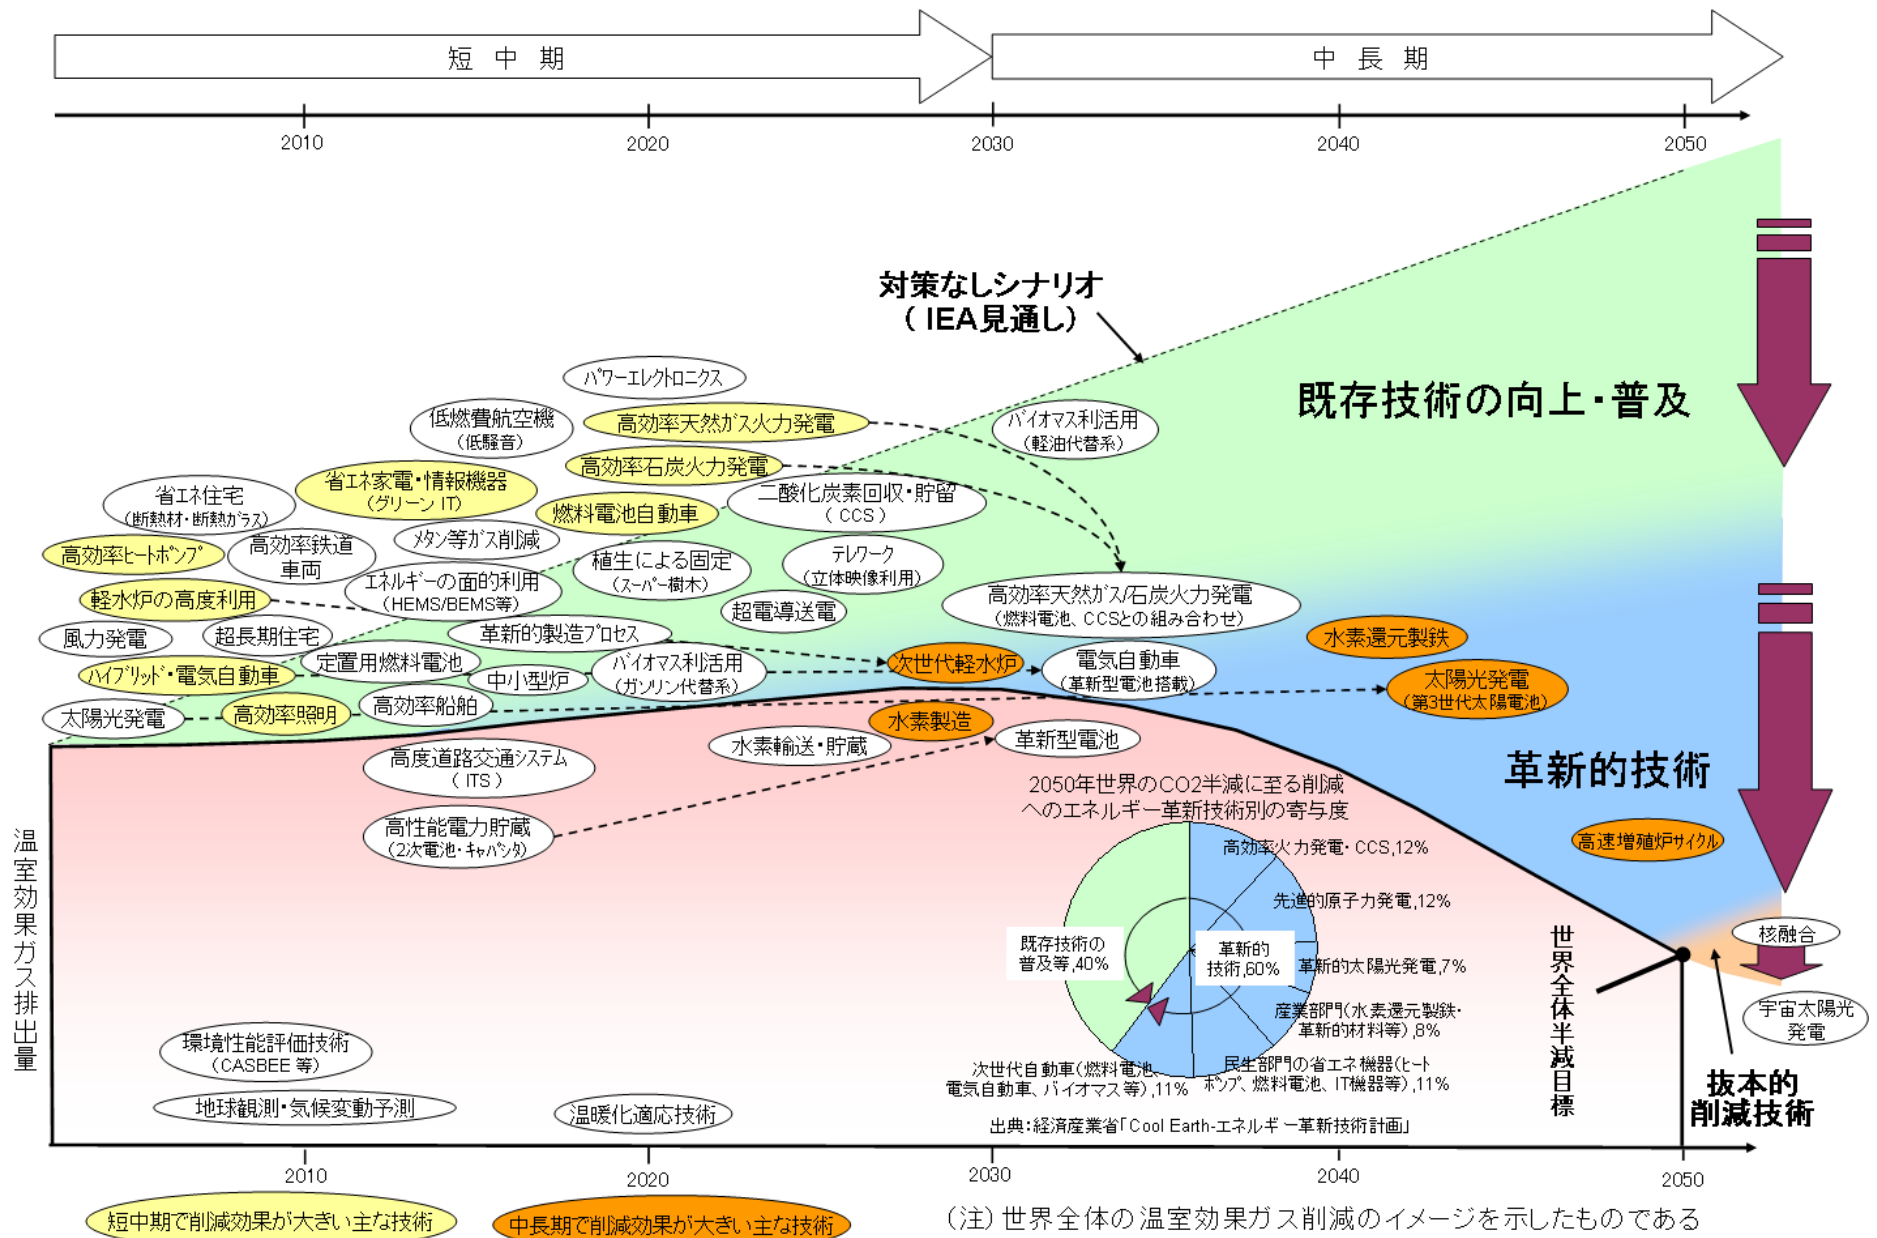 短中期
中長期
2010
2020
2030
2040
2050
対策なしシナリオ
（IEA見通し）
既存技術の向上・普及
パワーエレクトロニクス
低燃費航空機
（低騒音）
高効率天然ガス火力発電
バイオマス利活用
（軽油代替系）
高効率石炭火力発電
省エネ家電・情報機器
（グリーン IT）
省エネ住宅
（断熱材・断熱ガラス）
二酸化炭素回収・貯留
（CCS）
燃料電池自動車
メタン等ガス削減
高効率ヒートポンプ
高効率鉄道
車両
植生による固定
（スーパー樹木）
テレワーク
（立体映像利用）
エネルギーの面的利用
（HEMS/BEMS等）
軽水炉の高度利用
超電導送電
高効率天然ガス/石炭火力発電
（燃料電池、CCSとの組み合わせ）
風力発電
超長期住宅
革新的製造プロセス
水素還元製鉄
定置用燃料電池
バイオマス利活用
（ガソリン代替系）
次世代軽水炉
電気自動車
（革新型電池搭載）
ハイブリッド・電気自動車
中小型炉
太陽光発電
（第3世代太陽電池）
太陽光発電
高効率照明
高効率船舶
水素製造
水素輸送・貯蔵
革新型電池
高度道路交通システム
（ITS）
革新的技術
2050年世界のCO2半減に至る削減
へのエネルギー革新技術別の寄与度
高性能電力貯蔵
（2次電池・キャパシタ）
高速増殖炉サイクル
高効率火力発電・CCS,12%
先進的原子力発電,12%
既存技術の
普及等,40%
革新的
技術,60%
革新的太陽光発電,7%
産業部門（水素還元製鉄・
革新的材料等）,8%
民生部門の省エネ機器（ヒート
ポンプ、燃料電池、IT機器等）,11%
次世代自動車（燃料電池、
電気自動車、バイオマス等）,11%
出典：経済産業省「Cool Earth-エネルギー革新技術計画」
温室効果ガス排出量
世界全体半減目標
核融合
宇宙太陽光
発電
抜本的
削減技術
環境性能評価技術
（CASBEE 等）
地球観測・気候変動予測
温暖化適応技術
2010
2020
2030
2040
2050
短中期で削減効果が大きい主な技術
中長期で削減効果が大きい主な技術
（注）世界全体の温室効果ガス削減のイメージを示したものである